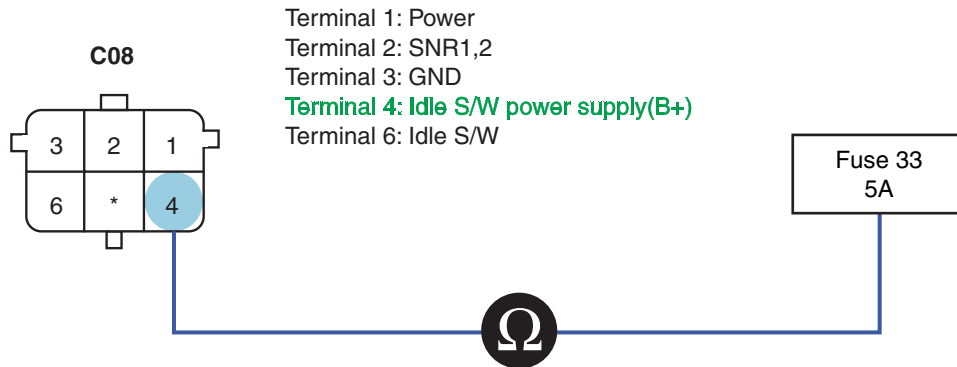 Terminal 1: Power
Terminal 2: SNR1,2
C08
Terminal 3: GND
Terminal 4: Idle S/W power supply(B+)
Terminal 6: Idle S/W
3 2 1
Fuse 33
5A
6 * 4
Ω